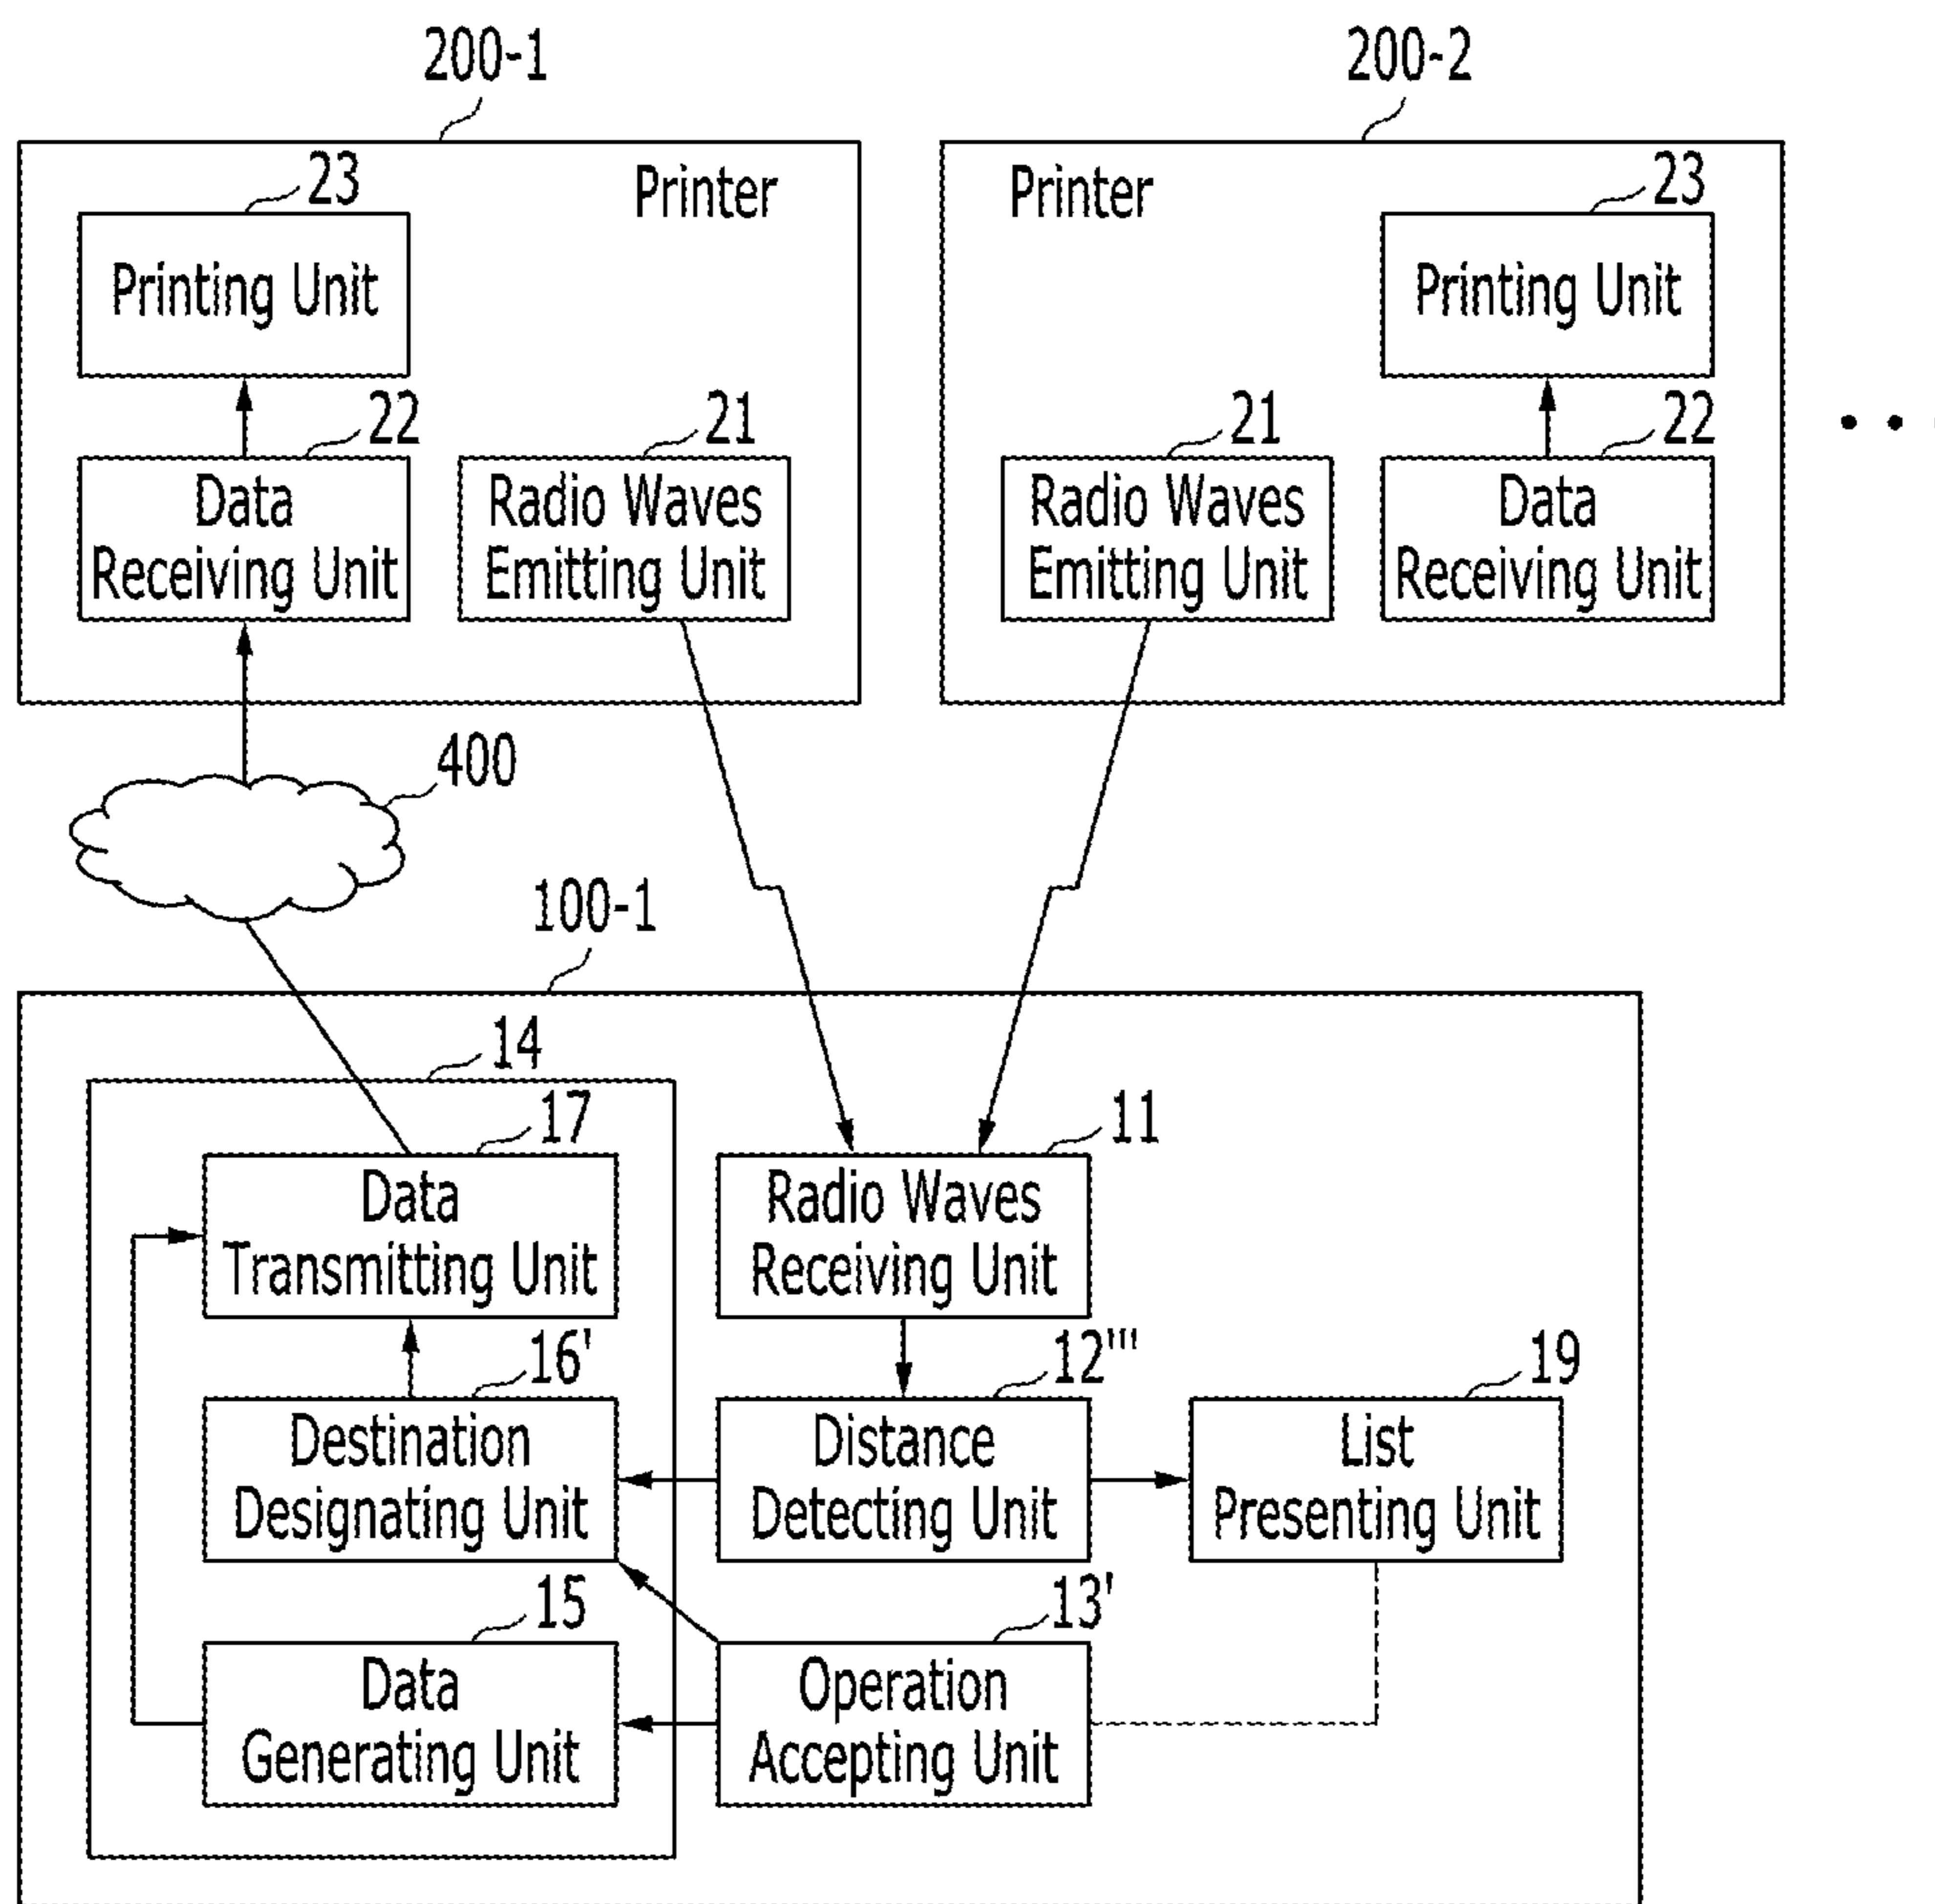 200-1
200-2
Printer
23
Printing Unit
22
Data
Receiving Unit
21
Radio Waves
Emitting Unit
Printer
23
Printing Unit
21
Radio Waves
Emitting Unit
22
Data
Receiving Unit
400
100-1
14
17
Data
Transmitting Unit
11
Radio Waves
Receiving Unit
16'
Destination
Designating Unit
12'''
Distance
Detecting Unit
19
List
Presenting Unit
15
Data
Generating Unit
13'
Operation
Accepting Unit